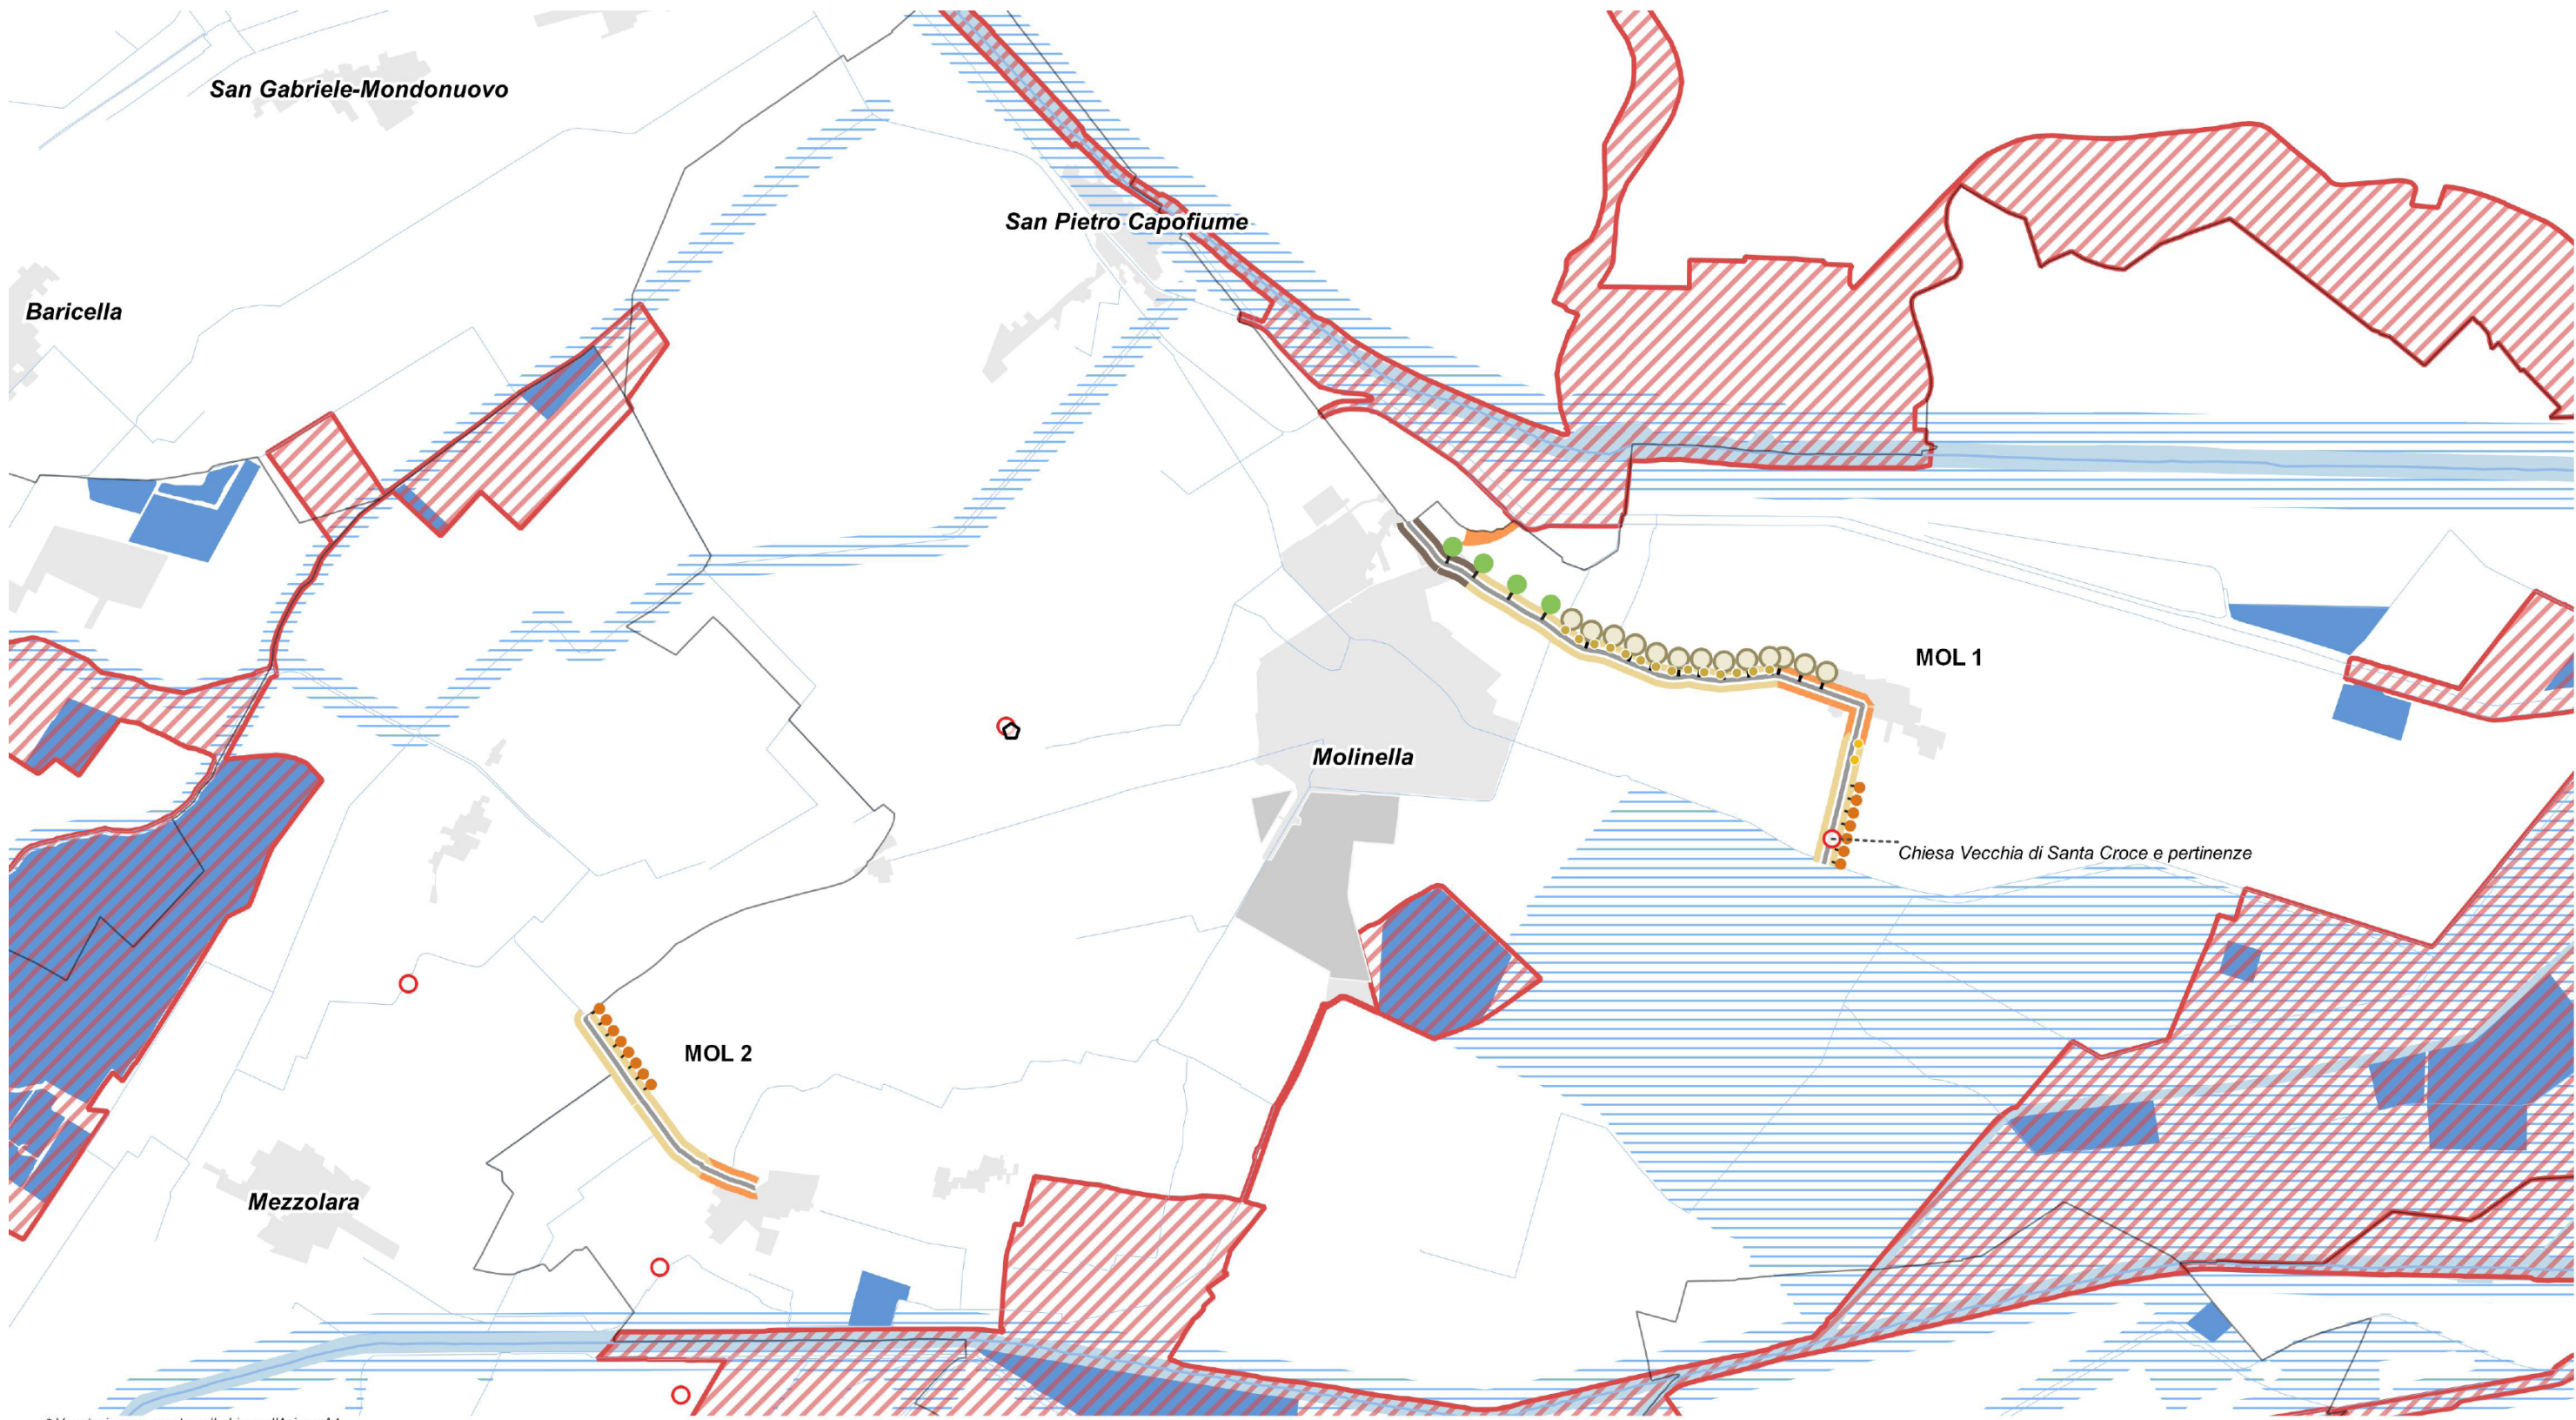 San Gabriele-Mondonuovo
San Pietro Capofiume
Baricella
MOL 1
Molinella
Chiesa Vecchia di Santa Croce e pertinenze
MOL 2
Mezzolara